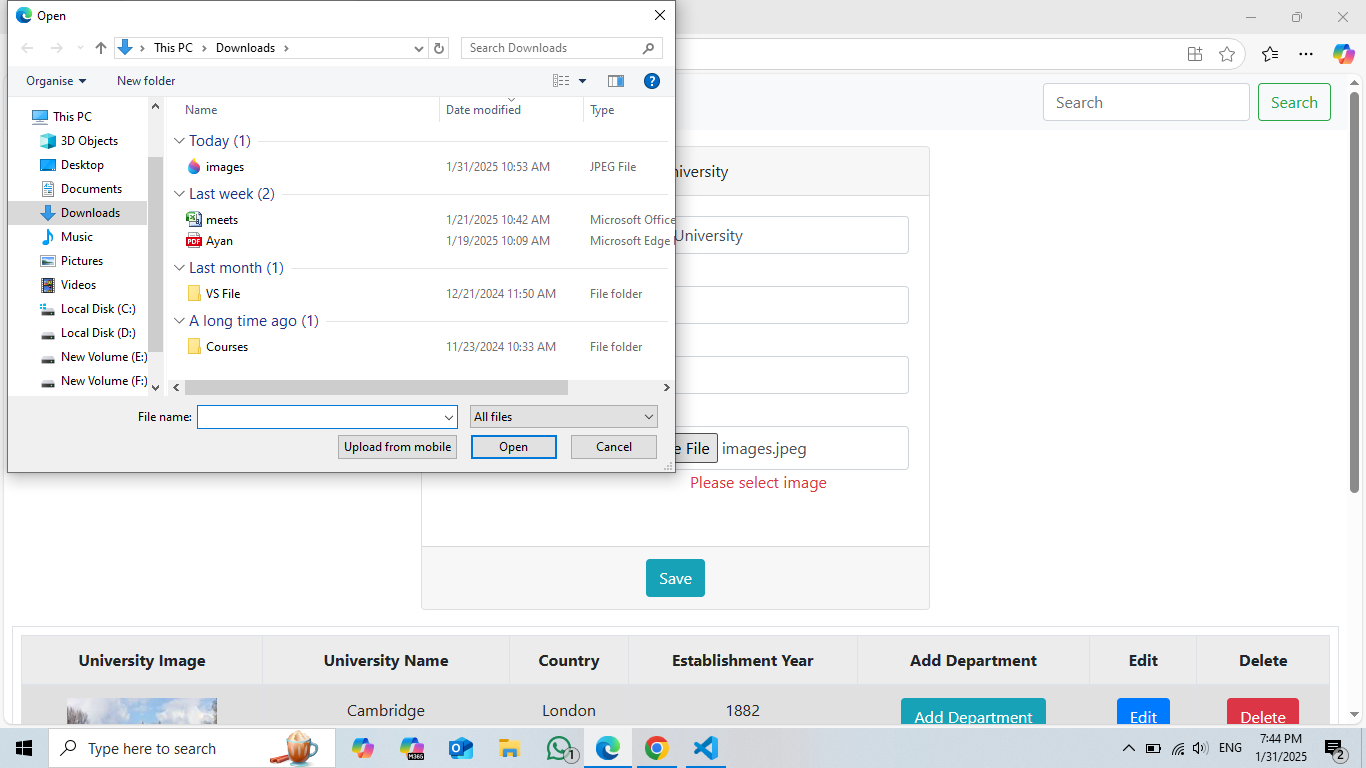 Open
This PC
Downloads
Search Downloads
Organise
New folder
This PC
3D Objects
Desktop
Documents
Downloads
Music
Pictures
Videos
Local Disk (C:)
Local Disk (D:)
New Volume (E:)
New Volume (F:)
Name
Date modified
Type
Today (1)
images
1/31/2025 10:53 AM
JPEG File
Last week (2)
meets
1/21/2025 10:42 AM
Microsoft Office
Ayan
1/19/2025 10:09 AM
Microsoft Edge
Last month (1)
VS File
12/21/2024 11:50 AM
File folder
A long time ago (1)
Courses
11/23/2024 10:33 AM
File folder
File name:
All files
Upload from mobile
Open
Cancel
Search
Search
University
e File images.jpeg
Please select image
Save
University Image
University Name
Country
Establishment Year
Add Department
Edit
Delete
Cambridge
London
1882
Add Department
Edit
Delete
Type here to search
M365
1
ENG
7:44 PM
1/31/2025
2